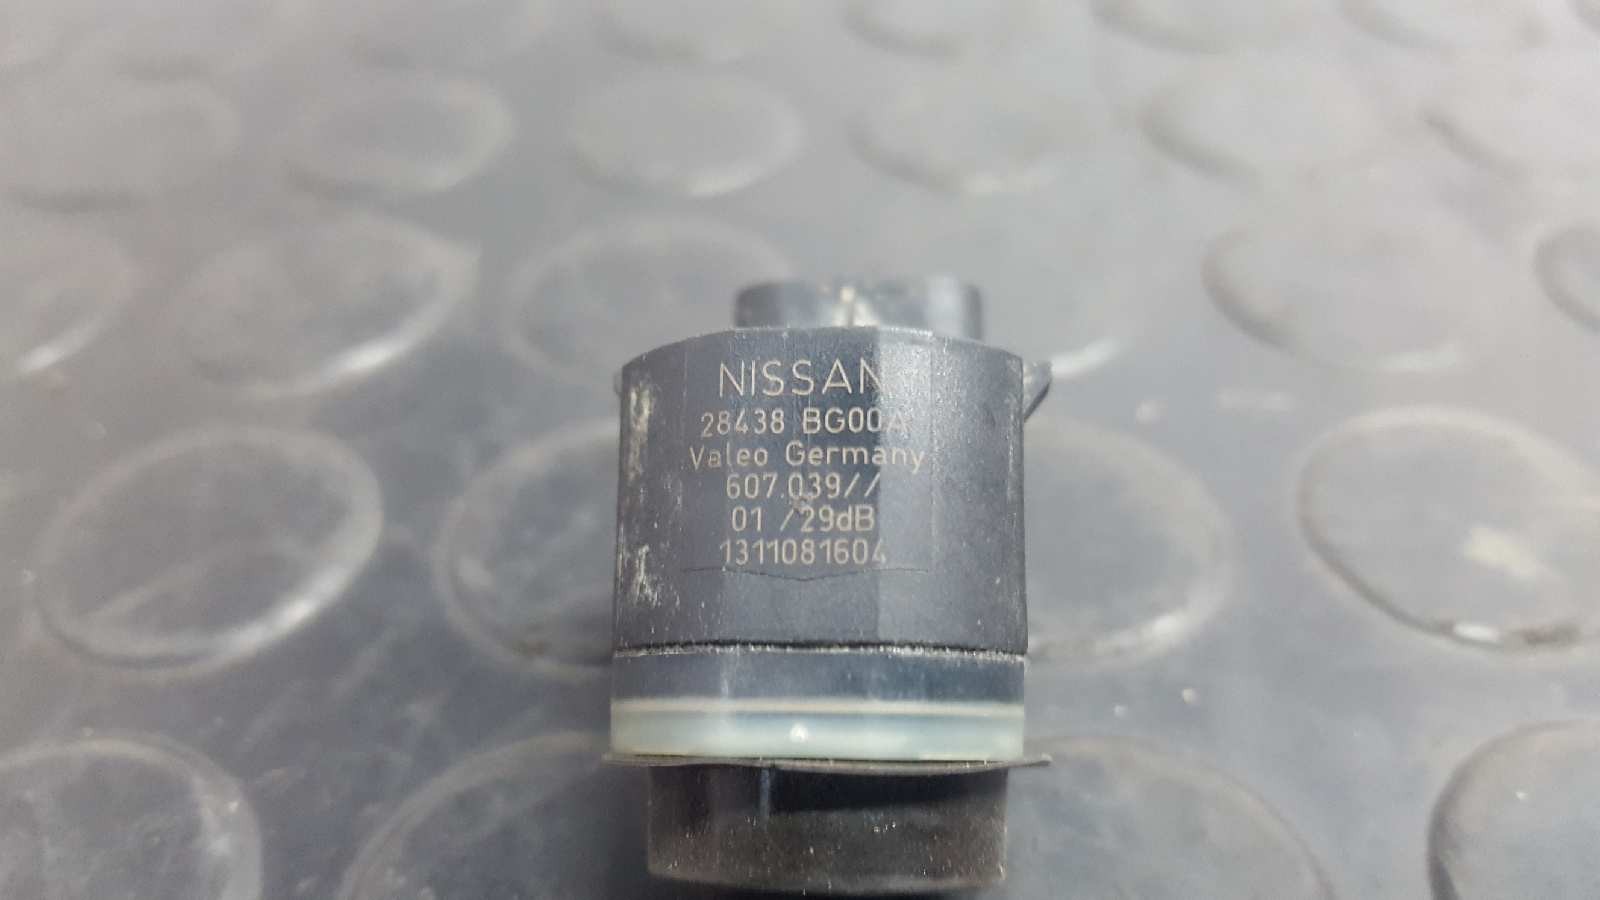 NISSAN
28438 BG00A
Valeo Germany
607.039//
01 /29dB
1311081604